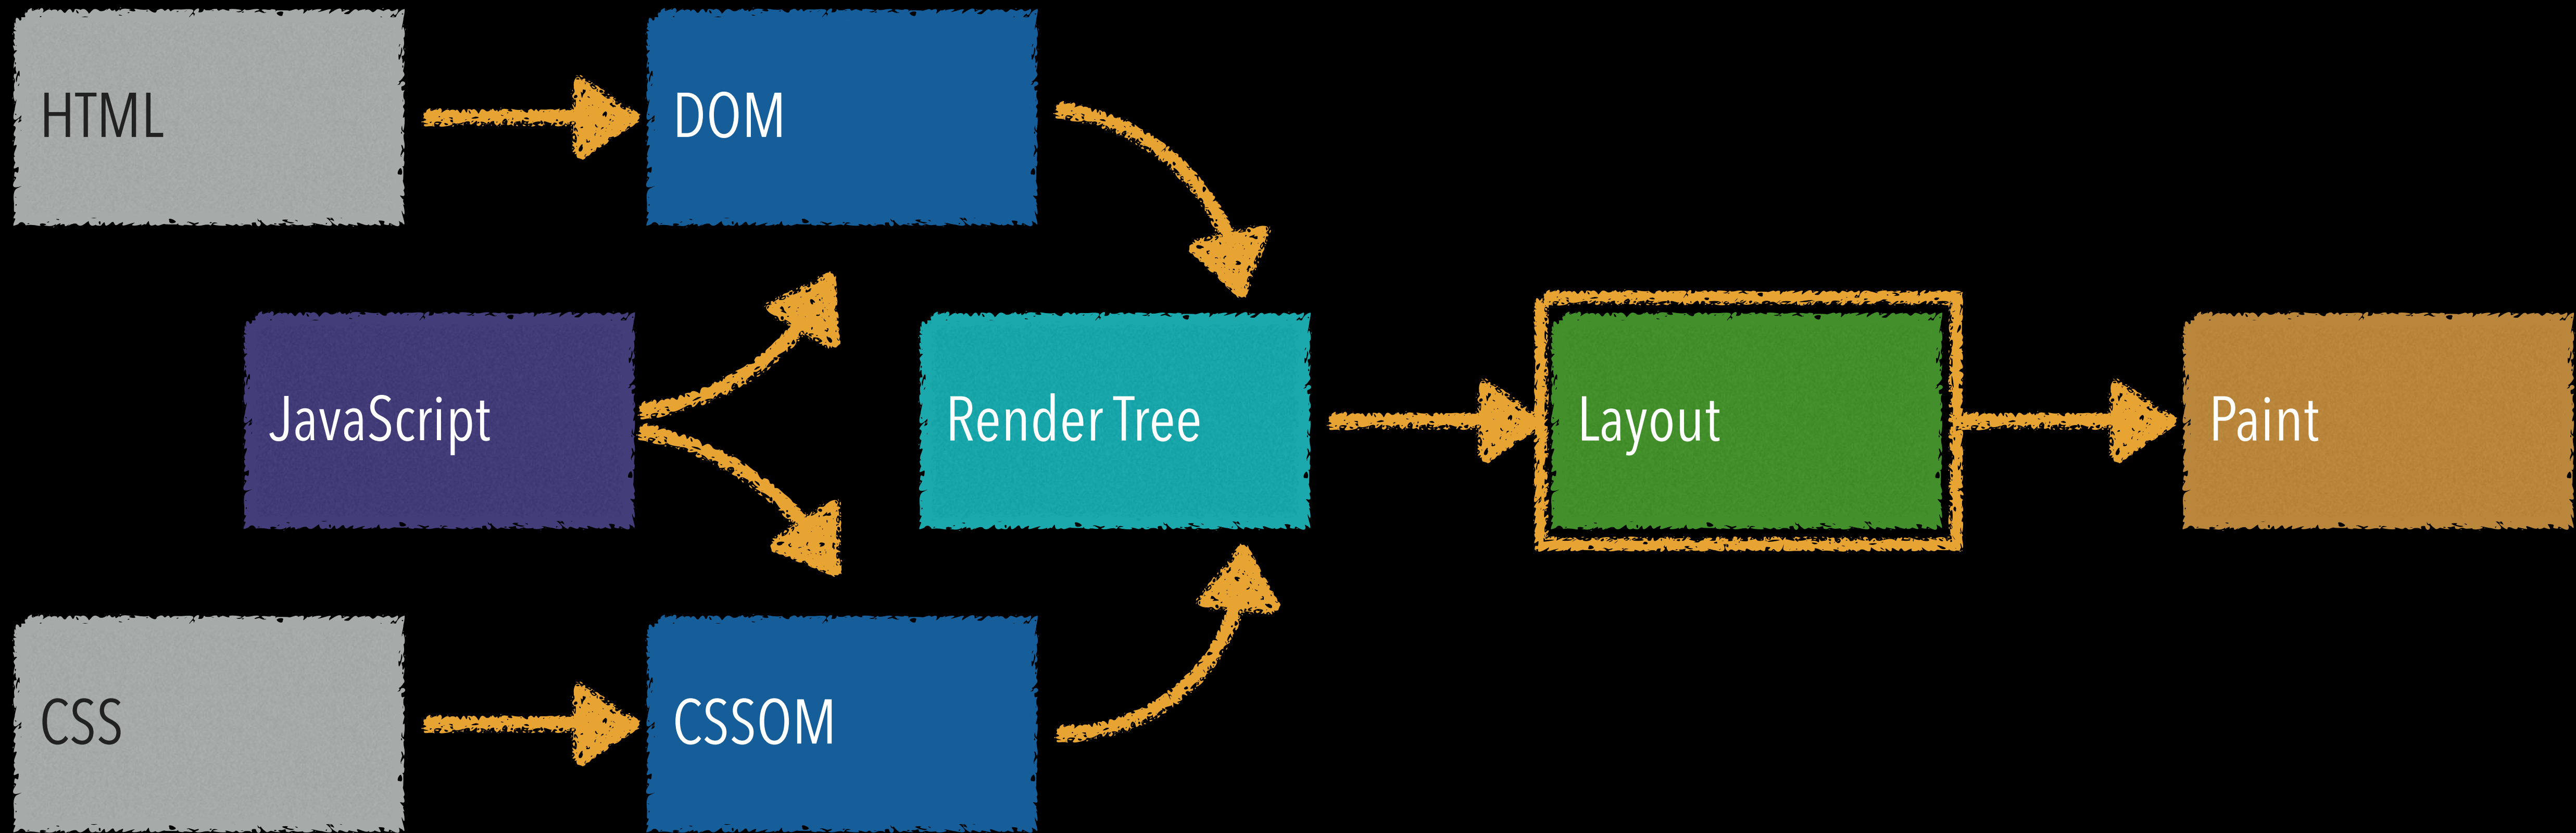 HTML
DOM
JavaScript
Render Tree
Layout
Paint
CSS
CSSOM